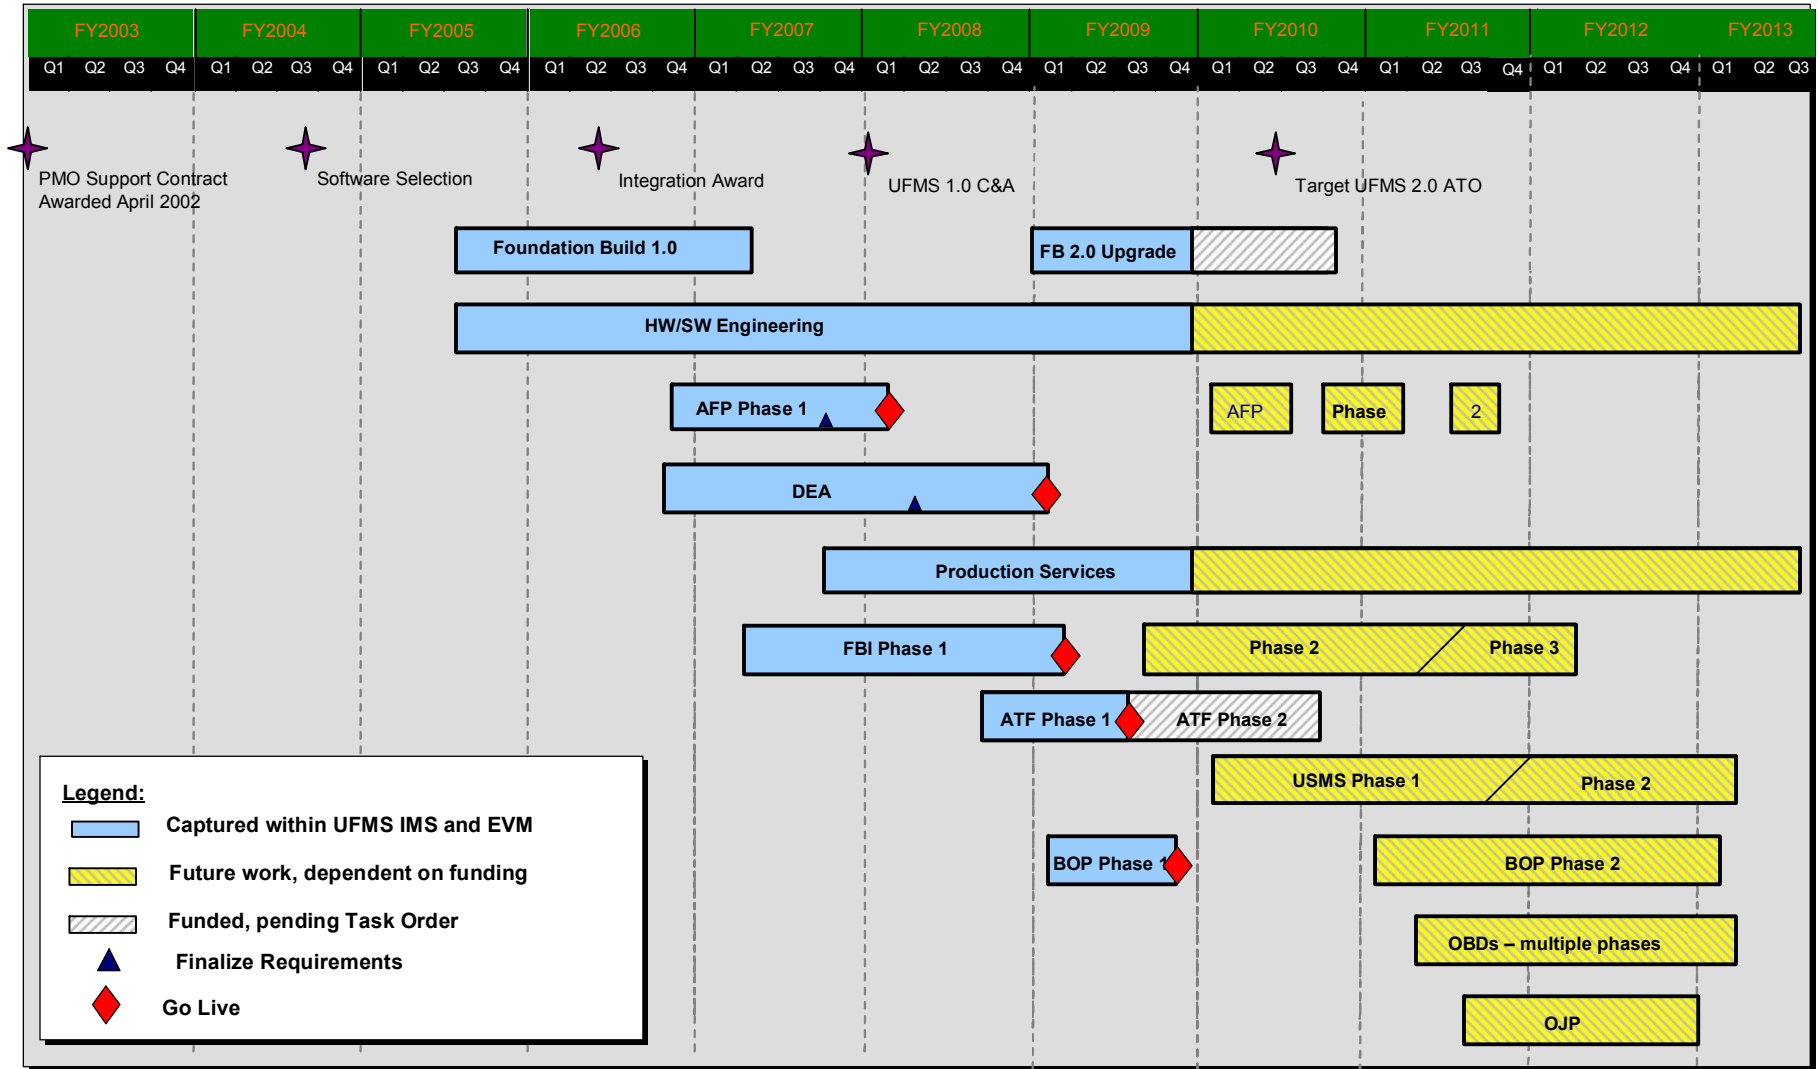 FY2003 FY2004 FY2005 FY2006 FY2007 FY2008 FY2009 FY2010 FY2011 FY2012 FY2013
Q1 Q2 Q3 Q4 Q1 Q2 Q3 Q4 Q1 Q2 Q3 Q4 Q1 Q2 Q3 Q4 Q1 Q2 Q3 Q4 Q1 Q2 Q3 Q4 Q1 Q2 Q3 Q4 Q1 Q2 Q3 Q4 Q1 Q2 Q3 Q4 Q1 Q2 Q3 Q4 Q1 Q2 Q3
PMO Support Contract
Awarded April 2002
Software Selection
Integration Award
UFMS 1.0 C&A
Target UFMS 2.0 ATO
Foundation Build 1.0
FB 2.0 Upgrade
HW/SW Engineering
AFP Phase 1
AFP
Phase
2
DEA
Production Services
FBI Phase 1
Phase 2
Phase 3
ATF Phase 1
ATF Phase 2
USMS Phase 1
Phase 2
BOP Phase 1
BOP Phase 2
OBDs – multiple phases
OJP
Legend:
Captured within UFMS IMS and EVM
Future work, dependent on funding
Funded, pending Task Order
Finalize Requirements
Go Live